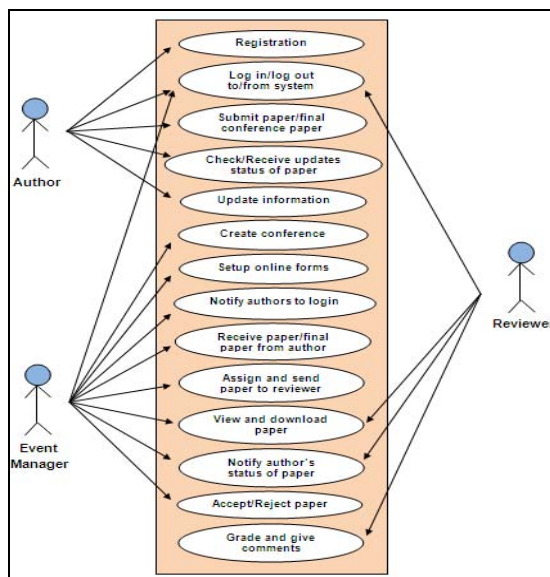 Registration
Log in/log out
to/from system
Submit paper/final
conference paper
Check/Receive updates
status of paper
Author
Update information
Create conference
Setup online forms
Notify authors to login
Reviewer
Receive paper/final
paper from author
Assign and send
paper to reviewer
View and download
paper
Event
Manager
Notify author's
status of paper
Accept/Reject paper
Grade and give
comments